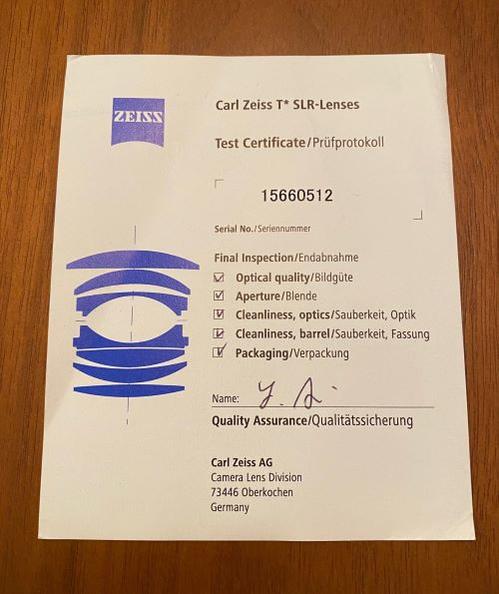 ZEISS
Carl Zeiss T* SLR-Lenses
Test Certificate/Prüfprotokoll
15660512
Serial No./Seriennummer
Final Inspection/Endabnahme
Optical quality/Bildgüte
Aperture/Blende
Cleanliness, optics/Sauberkeit, Optik
Cleanliness, barrel/Sauberkeit, Fassung
Packaging/Verpackung
Name:
Quality Assurance/Qualitätssicherung
Carl Zeiss AG
Camera Lens Division
73446 Oberkochen
Germany